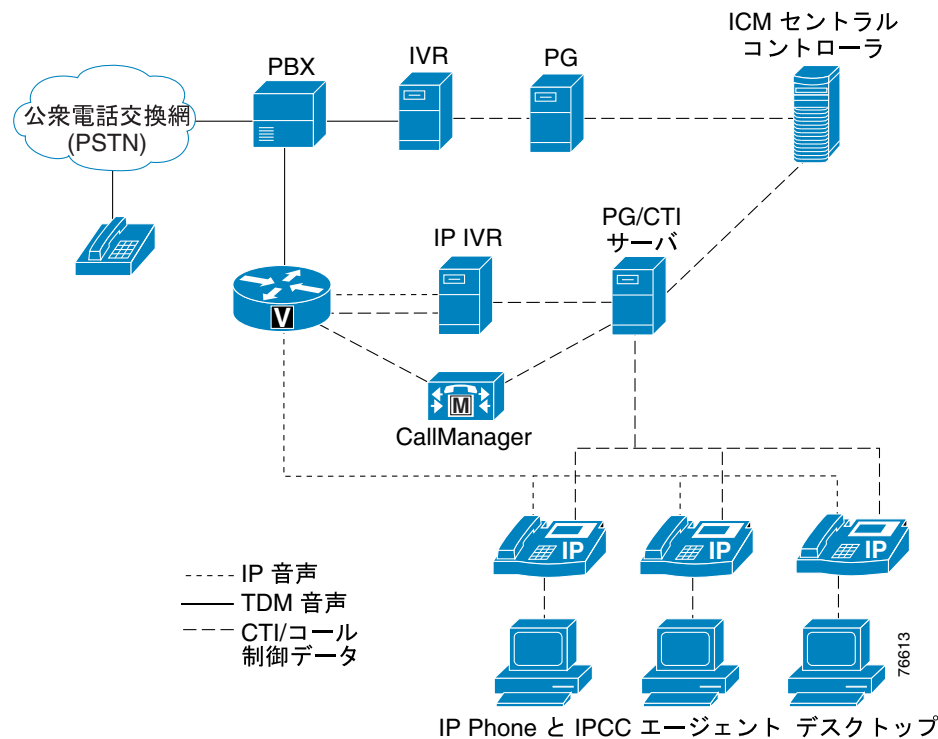 ICM セントラル
コントローラ
IVR
PG
PBX
公衆電話交換網
(PSTN)
PG/CTI
サーバ
IP IVR
V
M
CallManager
IP
IP
IP
IP 音声
TDM 音声
CTI/コール
制御データ
76613
IP Phone と IPCC エージェント デスクトップ